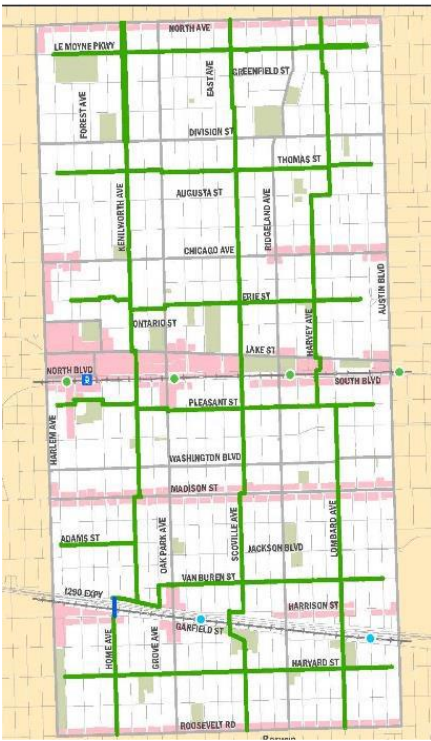 NORTH AVE
LE MOYNE PKWY
EAST AVE
GREENFIELD ST
FOREST AVE
DIVISION ST
THOMAS ST
KENILWORTH AVE
AUGUSTA ST
RIDGELAND AVE
CHICAGO AVE
AUSTIN BLVD
ERIE ST
ONTARIO ST
HARVEY AVE
LAKE ST
NORTH BLVD
SOUTH BLVD
PLEASANT ST
HARLEM AVE
WASHINGTON BLVD
MADISON ST
OAK PARK AVE
SCOVILLE AVE
LOMBARD AVE
ADAMS ST
JACKSON BLVD
VAN BUREN ST
I290 EXPY
HARRISON ST
GARFIELD ST
HOME AVE
GROVE AVE
HARVARD ST
ROOSEVELT RD